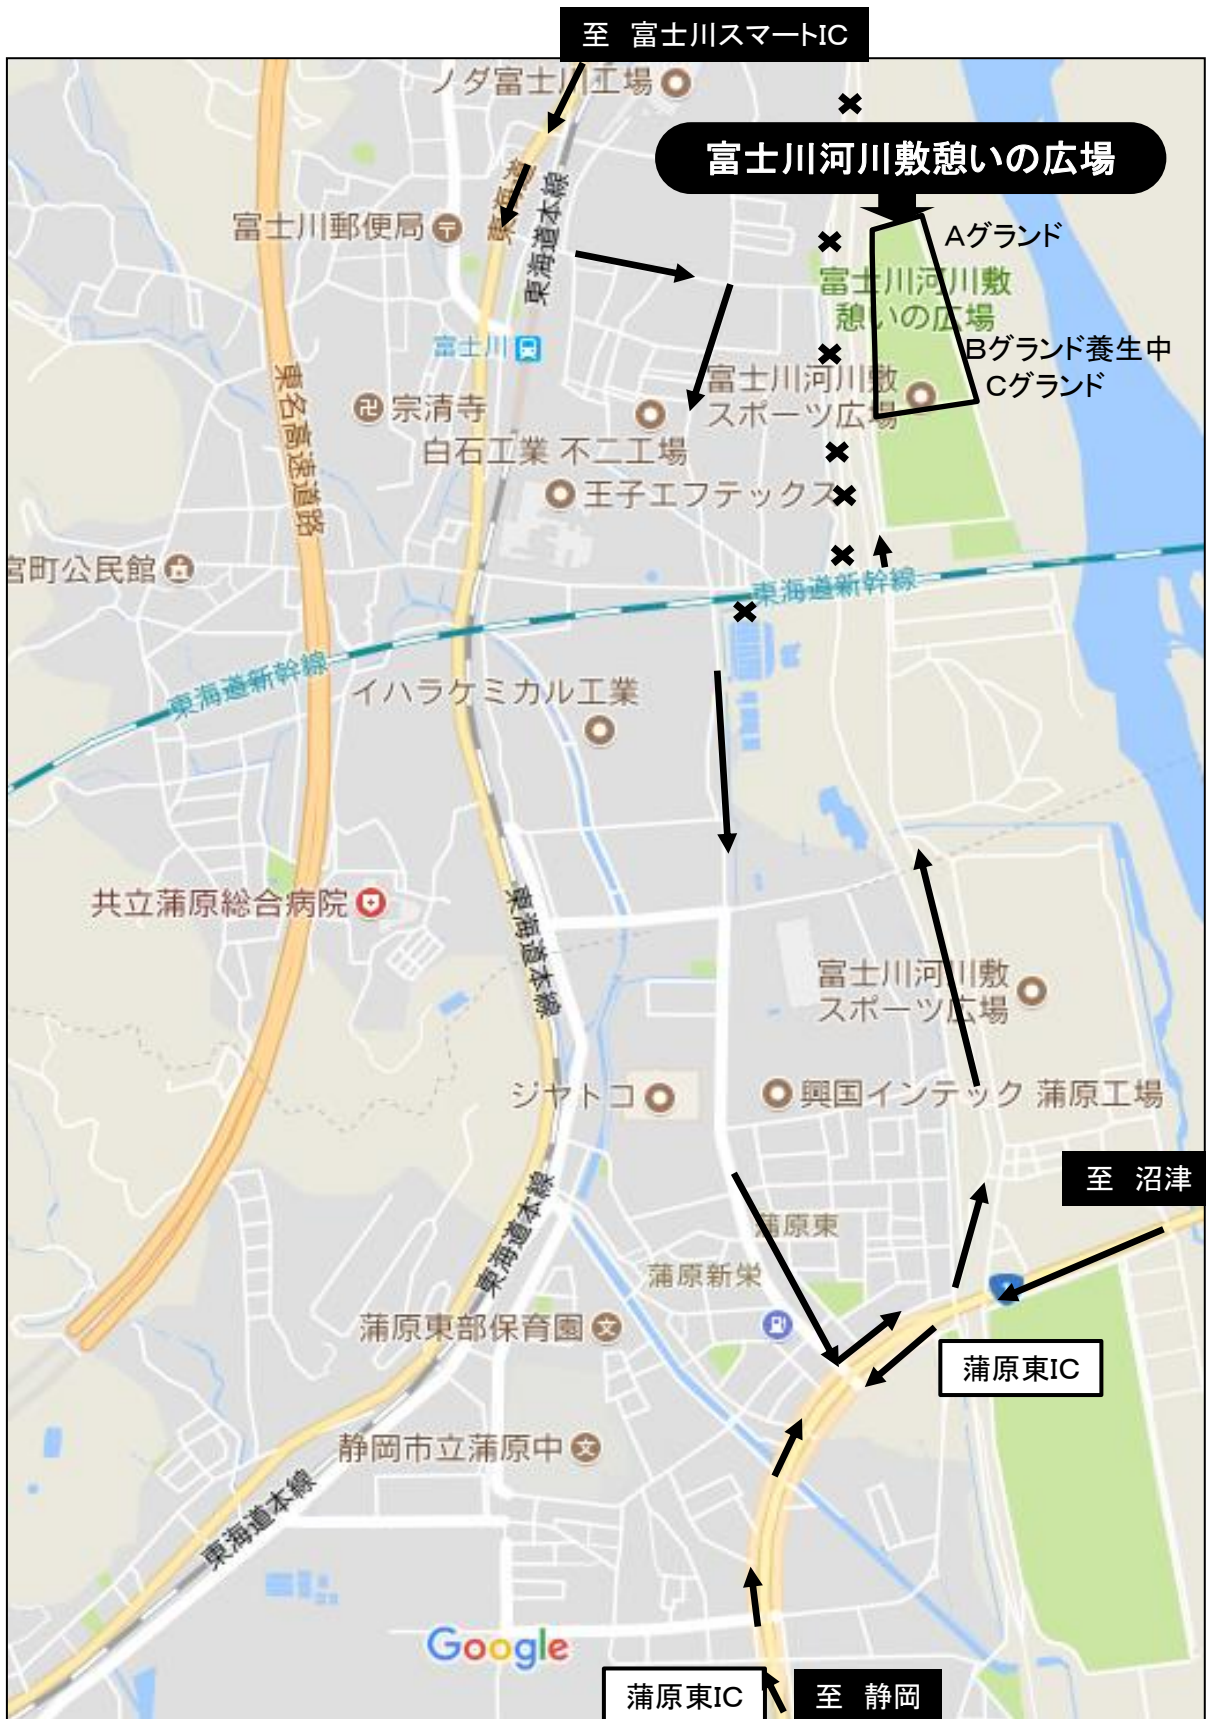 至　富士川スマートIC
ノダ富士川工場
富士川河川敷憩いの広場
東海道
東海道本線
富士川郵便局
Aグランド
富士川河川敷
憩いの広場
Bグランド養生中
富士川
富士川河川敷
スポーツ広場
Cグランド
東名高速道路
宗清寺
白石工業 不二工場
王子エフテックス
宮町公民館
東海道新幹線
東海道新幹線
イハラケミカル工業
共立蒲原総合病院
東海道本線
富士川河川敷
スポーツ広場
ジヤトコ
興国インテック 蒲原工場
至　沼津
東海道本線
蒲原東
蒲原新栄
蒲原東部保育園
蒲原東IC
静岡市立蒲原中
東海道本線
Google
蒲原東IC
至　静岡